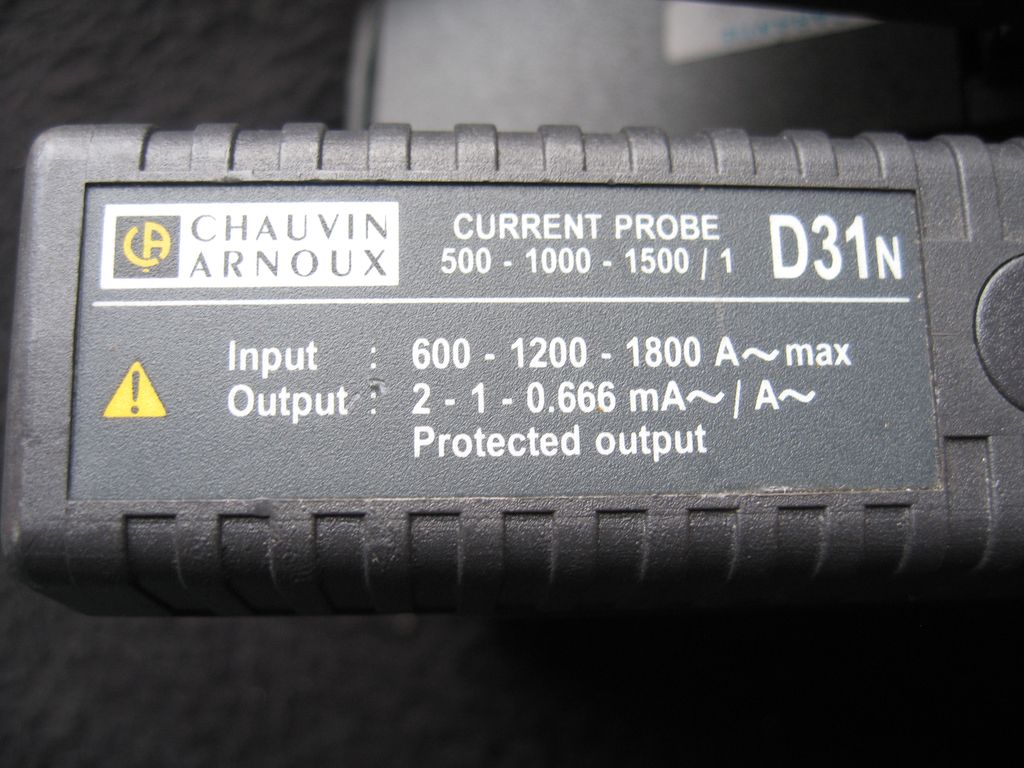 CHAUVIN
ARNOUX
CURRENT PROBE
500 - 1000 - 1500 / 1
D31N
Input : 600 - 1200 - 1800 A~ max
Output : 2 - 1 - 0.666 mA~ / A~
Protected output